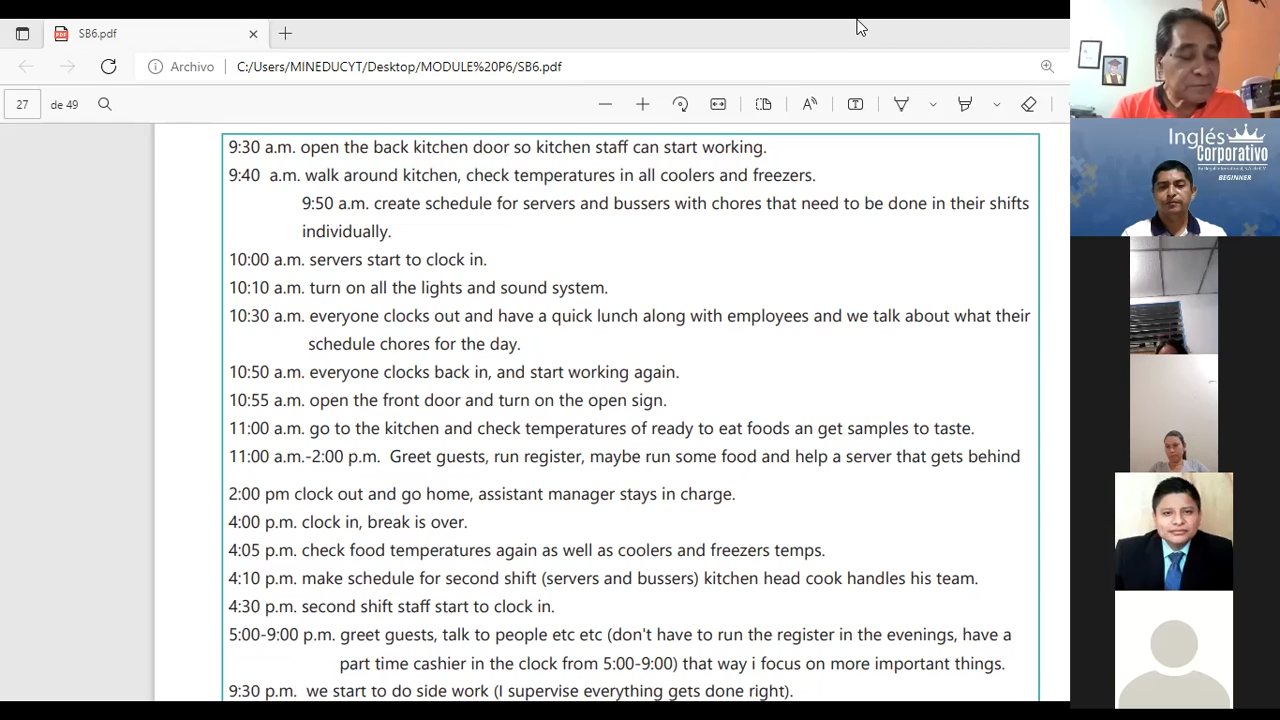 SB6.pdf
Archivo
C:/Users/MINEDUCYT/Desktop/MODULE%20P6/SB6.pdf
27 de 49
9:30 a.m. open the back kitchen door so kitchen staff can start working.
9:40 a.m. walk around kitchen, check temperatures in all coolers and freezers.
9:50 a.m. create schedule for servers and bussers with chores that need to be done in their shifts
individually.
10:00 a.m. servers start to clock in.
10:10 a.m. turn on all the lights and sound system.
10:30 a.m. everyone clocks out and have a quick lunch along with employees and we talk about what their
schedule chores for the day.
10:50 a.m. everyone clocks back in, and start working again.
10:55 a.m. open the front door and turn on the open sign.
11:00 a.m. go to the kitchen and check temperatures of ready to eat foods an get samples to taste.
11:00 a.m.-2:00 p.m. Greet guests, run register, maybe run some food and help a server that gets behind
2:00 pm clock out and go home, assistant manager stays in charge.
4:00 p.m. clock in, break is over.
4:05 p.m. check food temperatures again as well as coolers and freezers temps.
4:10 p.m. make schedule for second shift (servers and bussers) kitchen head cook handles his team.
4:30 p.m. second shift staff start to clock in.
5:00-9:00 p.m. greet guests, talk to people etc etc (don't have to run the register in the evenings, have a
part time cashier in the clock from 5:00-9:00) that way i focus on more important things.
9:30 p.m. we start to do side work (I supervise everything gets done right).
Inglés
Corporativo
BEGINNER